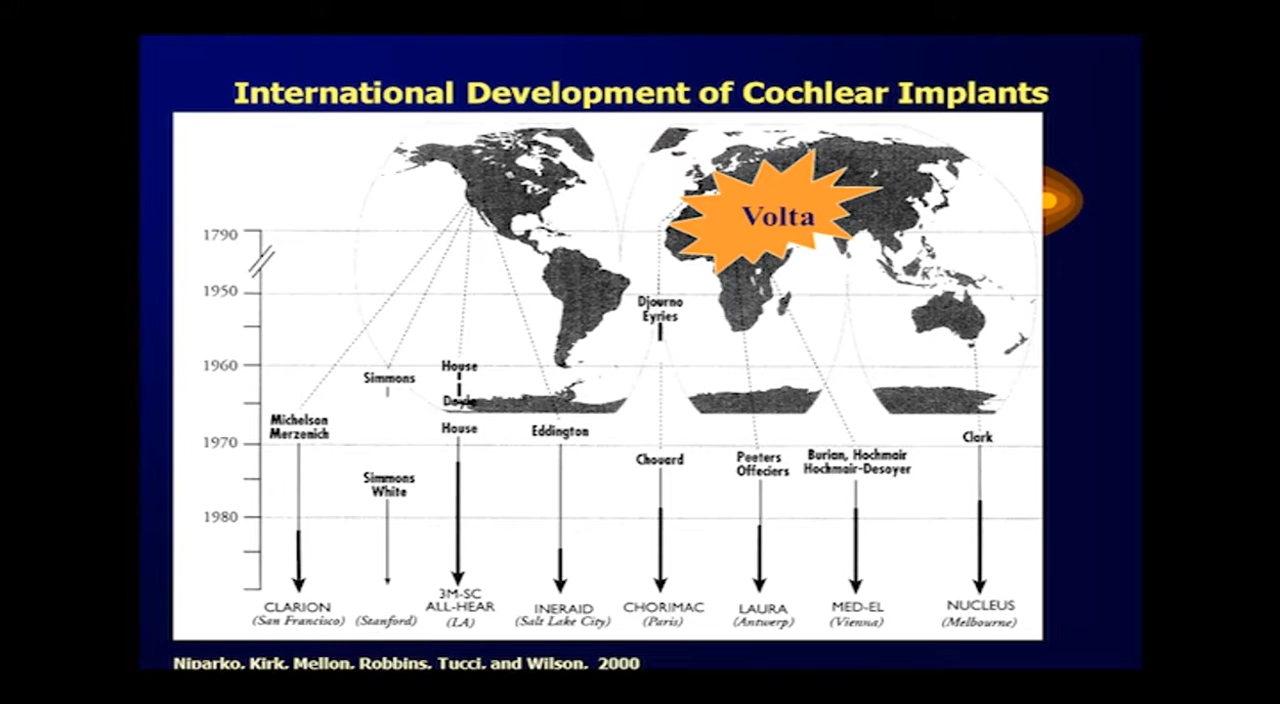 International Development of Cochlear Implants
Volta
1790
1950
1960
1970
1980
Djourno
Eyries
Simmons
House
Doyle
Michelson
Merzenich
House
Eddington
Clark
Chouard
Peeters
Offeciers
Burian, Hochmair
Hochmair-Desoyer
Simmons
White
CLARION
(San Francisco)
(Stanford)
3M-SC
ALL-HEAR
(LA)
INERAID
(Salt Lake City)
CHORIMAC
(Paris)
LAURA
(Antwerp)
MED-EL
(Vienna)
NUCLEUS
(Melbourne)
Niparko, Kirk, Mellon, Robbins, Tucci, and Wilson, 2000